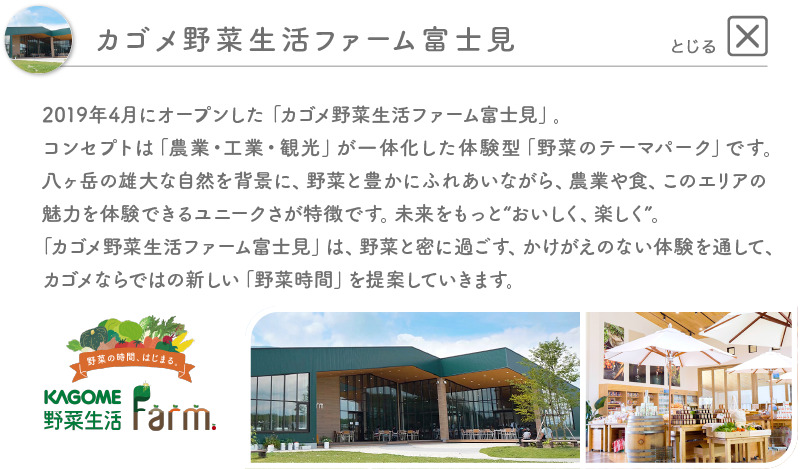 カゴメ野菜生活ファーム富士見
とじる
2019年4月にオープンした「カゴメ野菜生活ファーム富士見」。
コンセプトは「農業・工業・観光」が一体化した体験型「野菜のテーマパーク」です。
八ヶ岳の雄大な自然を背景に、野菜と豊かにふれあいながら、農業や食、このエリアの
魅力を体験できるユニークさが特徴です。未来をもっと“おいしく、楽しく”。
「カゴメ野菜生活ファーム富士見」は、野菜と密に過ごす、かけがえのない体験を通して、
カゴメならではの新しい「野菜時間」を提案していきます。
野菜の時間、はじまる。
KAGOME
野菜生活 Farm.